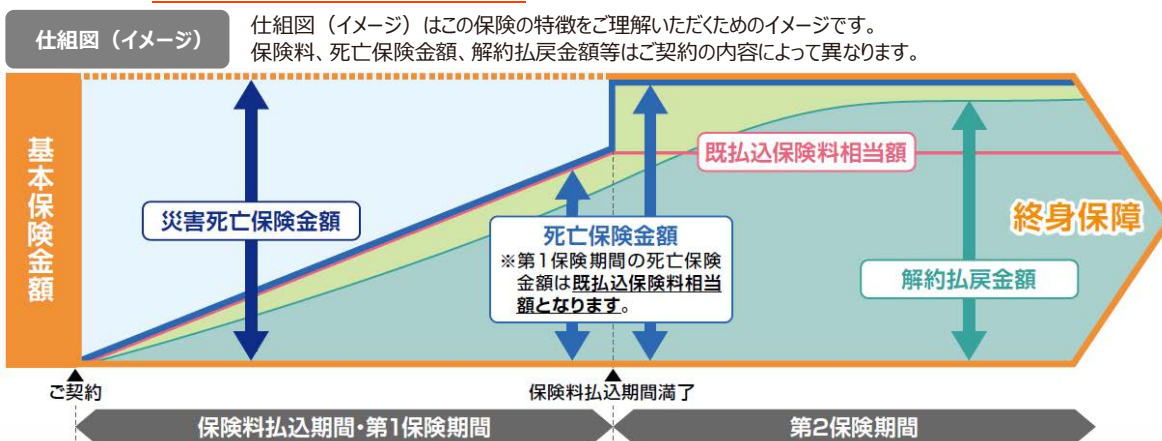 仕組図（イメージ）
仕組図（イメージ）はこの保険の特徴をご理解いただくためのイメージです。
保険料、死亡保険金額、解約払戻金額等はご契約の内容によって異なります。
基本保険金額
災害死亡保険金額
死亡保険金額
※第1保険期間の死亡保険
金額は既払込保険料相当
額となります。
既払込保険料相当額
終身保障
解約払戻金額
ご契約
保険料払込期間満了
保険料払込期間・第1保険期間
第2保険期間